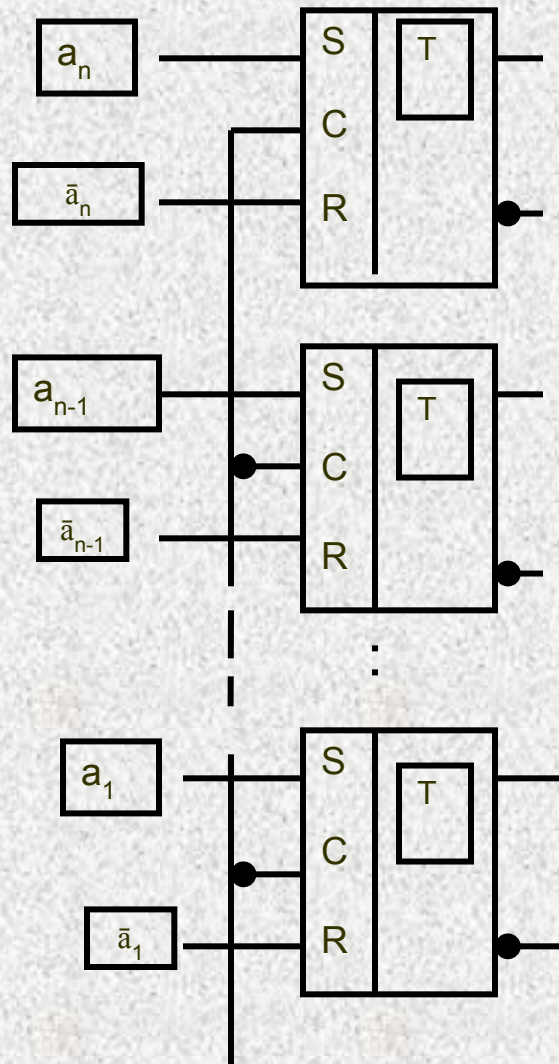 aₙ S T
C
āₙ R
aₙ₋₁ S T
C
āₙ₋₁ R
:
a₁ S T
C
ā₁ R